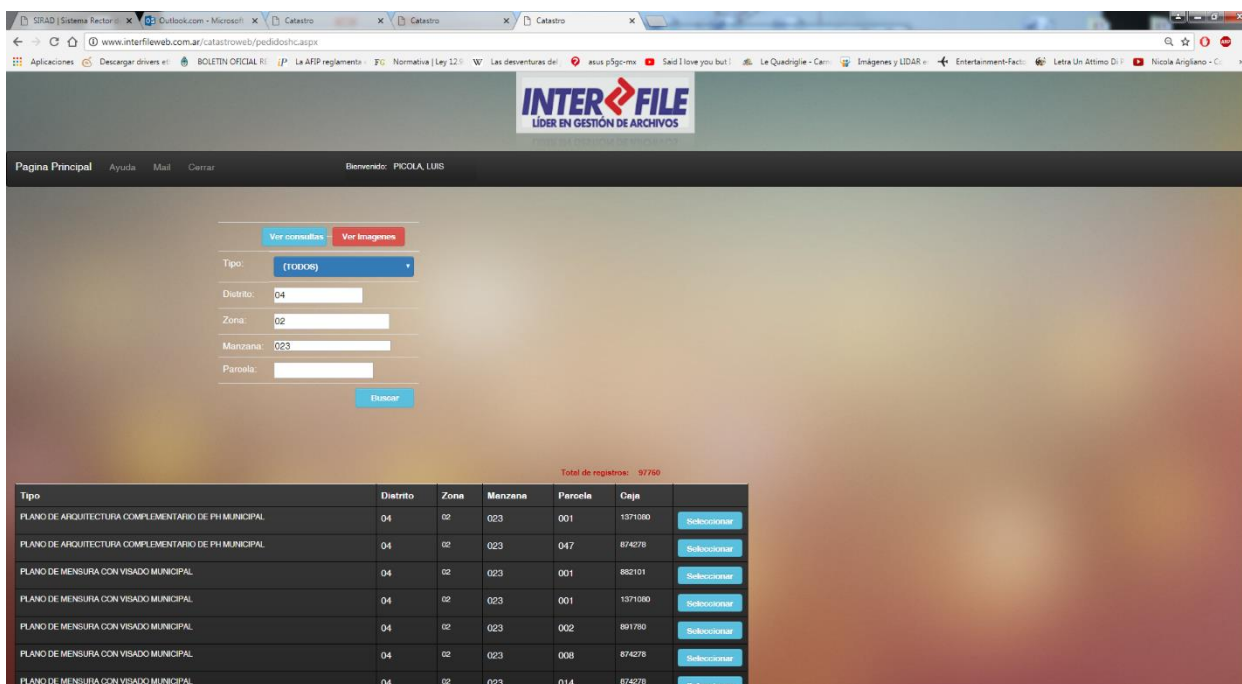 SIRAD | Sistema Rector Outlook.com - Microsoft Catastro Catastro Catastro
www.interfileweb.com.ar/catastroweb/pedidoshc.aspx
Aplicaciones Descargar drivers et BOLETIN OFICIAL RE La AFIP reglamenta Normativa | Ley 12.9 Las desventuras del asus p5gc-mx Said I love you but I Le Quadriglie - Cam Imágenes y LIDAR e Entertainment-Facto Letra Un Attimo Di P Nicola Arigliano - C
INTER FILE
LÍDER EN GESTIÓN DE ARCHIVOS
Pagina Principal Ayuda Mail Cerrar Bienvenido: PICOLA, LUIS
Ver consultas - Ver Imagenes
Tipo: (TODOS)
Distrito: 04
Zona: 02
Manzana: 023
Parcela:
Buscar
Total de registros: 97760
Tipo Distrito Zona Manzana Parcela Caja
PLANO DE ARQUITECTURA COMPLEMENTARIO DE PH MUNICIPAL 04 02 023 001 1371080 Seleccionar
PLANO DE ARQUITECTURA COMPLEMENTARIO DE PH MUNICIPAL 04 02 023 047 874278 Seleccionar
PLANO DE MENSURA CON VISADO MUNICIPAL 04 02 023 001 882101 Seleccionar
PLANO DE MENSURA CON VISADO MUNICIPAL 04 02 023 001 1371080 Seleccionar
PLANO DE MENSURA CON VISADO MUNICIPAL 04 02 023 002 891780 Seleccionar
PLANO DE MENSURA CON VISADO MUNICIPAL 04 02 023 008 874278 Seleccionar
PLANO DE MENSURA CON VISADO MUNICIPAL 04 02 023 014 874278